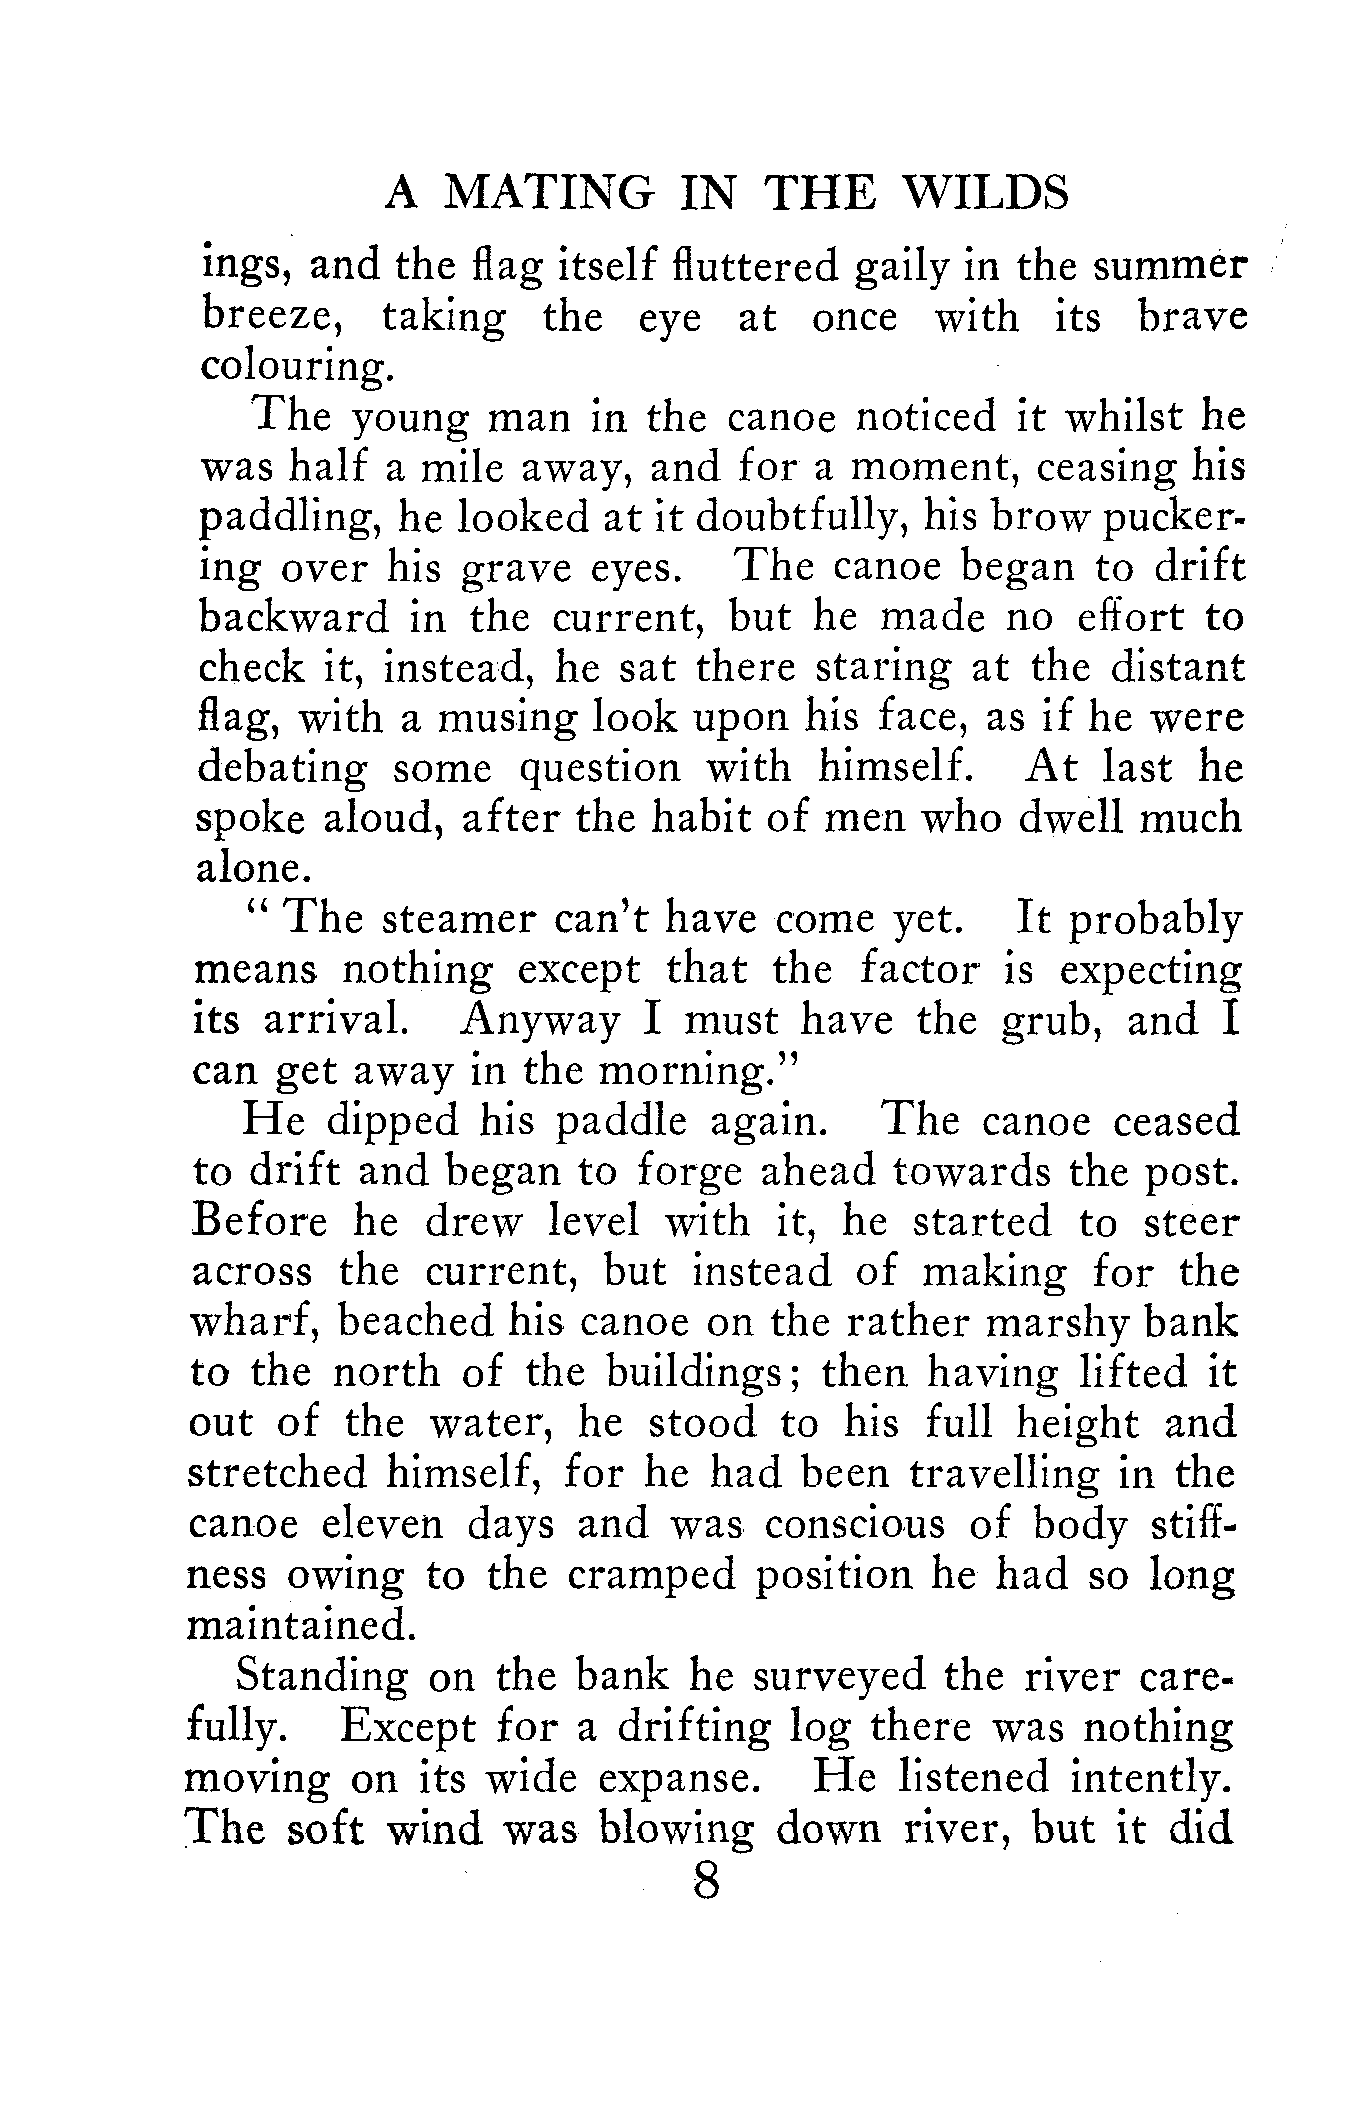 A MATING IN THE WILDS
ings, and the flag itself fluttered gaily in the summer
breeze, taking the eye at once with its brave
colouring.
The young man in the canoe noticed it whilst he
was half a mile away, and for a moment, ceasing his
paddling, he looked at it doubtfully, his brow pucker-
ing over his grave eyes. The canoe began to drift
backward in the current, but he made no effort to
check it, instead, he sat there staring at the distant
flag, with a musing look upon his face, as if he were
debating some question with himself. At last he
spoke aloud, after the habit of men who dwell much
alone.
" The steamer can't have come yet. It probably
means nothing except that the factor is expecting
its arrival. Anyway I must have the grub, and I
can get away in the morning."
He dipped his paddle again. The canoe ceased
to drift and began to forge ahead towards the post.
Before he drew level with it, he started to steer
across the current, but instead of making for the
wharf, beached his canoe on the rather marshy bank
to the north of the buildings; then having lifted it
out of the water, he stood to his full height and
stretched himself, for he had been travelling in the
canoe eleven days and was conscious of body stiff-
ness owing to the cramped position he had so long
maintained.
Standing on the bank he surveyed the river care-
fully. Except for a drifting log there was nothing
moving on its wide expanse. He listened intently.
The soft wind was blowing down river, but it did
8